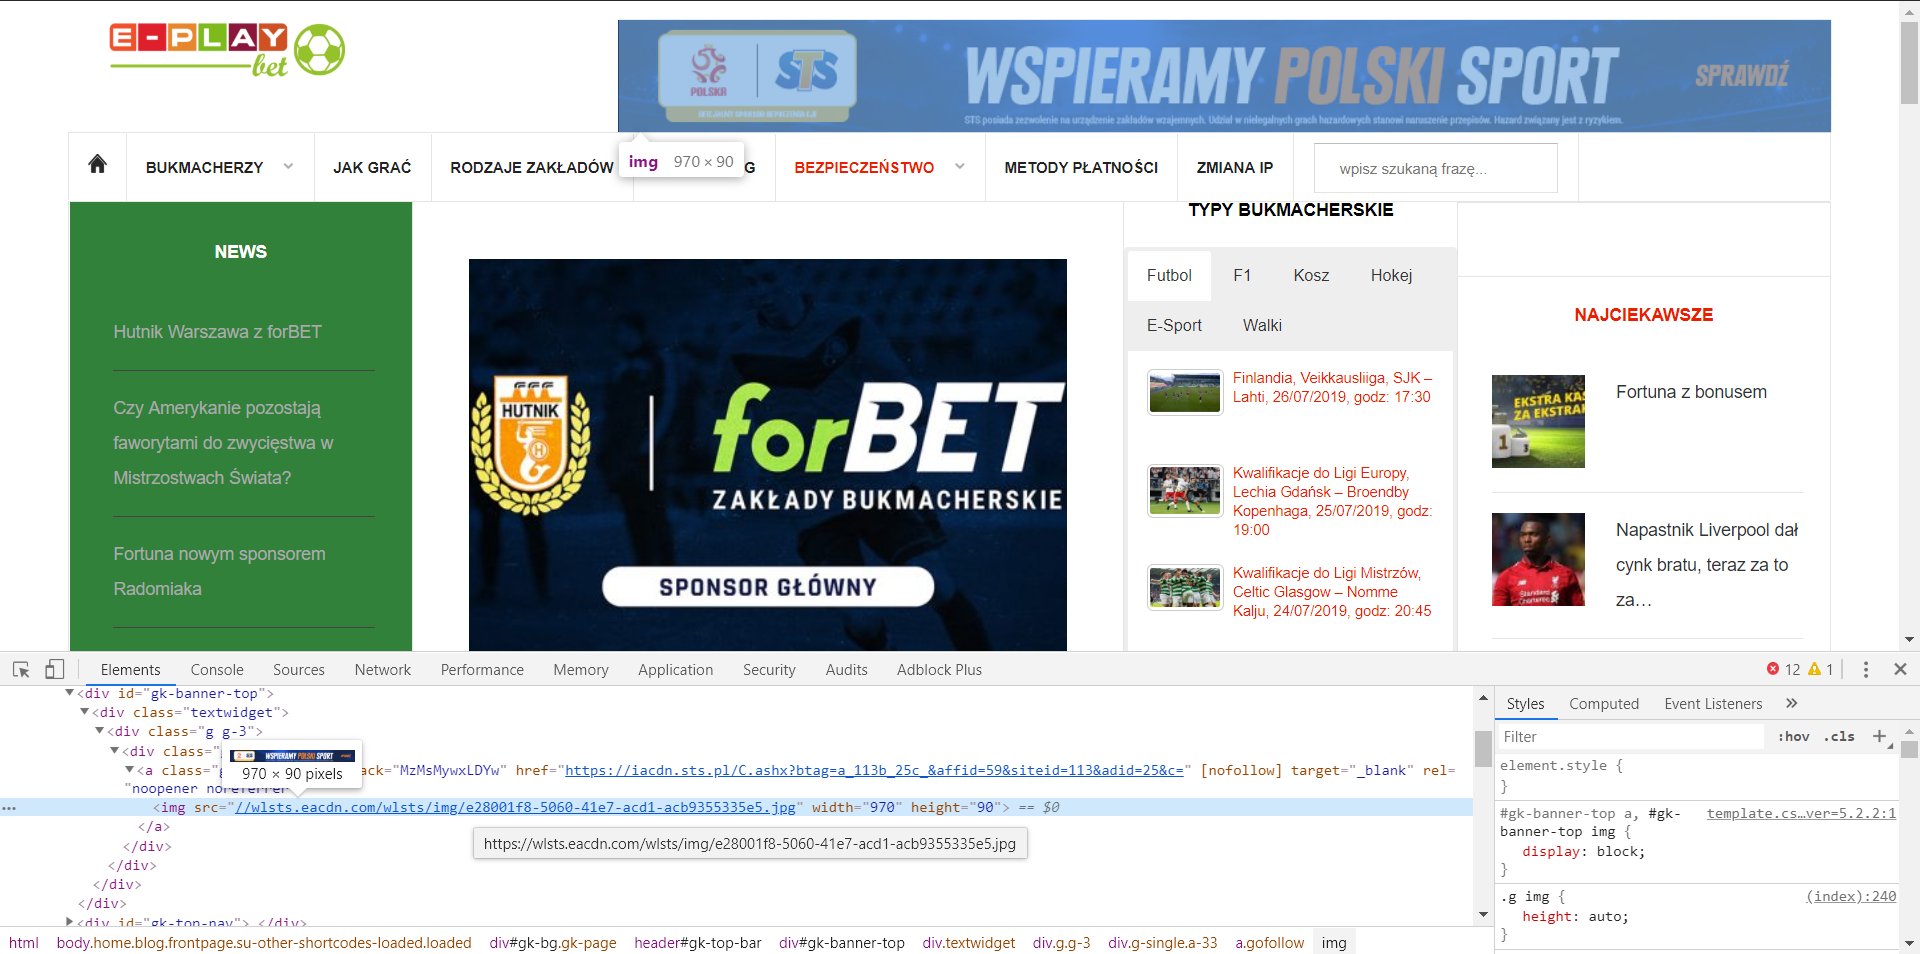 E-PLAY
bet
POLSKA
STS
WSPIERAMY POLSKI SPORT
SPRAWDŹ
STS posiada zezwolenie na urządzenie zakładów wzajemnych. Udział w nielegalnych grach hazardowych stanowi naruszenie przepisów. Hazard związany jest z ryzykiem.
BUKMACHERZY
JAK GRAĆ
RODZAJE ZAKŁADÓW
img 970 × 90
G
BEZPIECZEŃSTWO
METODY PŁATNOŚCI
ZMIANA IP
wpisz szukaną frazę...
NEWS
Hutnik Warszawa z forBET
Czy Amerykanie pozostają
faworytami do zwycięstwa w
Mistrzostwach Świata?
Fortuna nowym sponsorem
Radomiaka
HUTNIK
H
forBET
ZAKŁADY BUKMACHERSKIE
SPONSOR GŁÓWNY
TYPY BUKMACHERSKIE
Futbol F1 Kosz Hokej
E-Sport Walki
Finlandia, Veikkausliiga, SJK –
Lahti, 26/07/2019, godz: 17:30
Kwalifikacje do Ligi Europy,
Lechia Gdańsk – Broendby
Kopenhaga, 25/07/2019, godz:
19:00
Kwalifikacje do Ligi Mistrzów,
Celtic Glasgow – Nomme
Kalju, 24/07/2019, godz: 20:45
NAJCIEKAWSZE
EKSTRA KAS
ZA EKSTRAK
1
3
Fortuna z bonusem
Standard
Chartered
Napastnik Liverpool dał
cynk bratu, teraz za to
za…
Elements Console Sources Network Performance Memory Application Security Audits Adblock Plus
12 1
<div id="gk-banner-top">
<div class="textwidget">
<div class="g g-3">
<div class="g
WSPIERAMY POLSKI SPORT
970 × 90 pixels
<a class="g ack="MzMsMywxLDYw" href="https://iacdn.sts.pl/C.ashx?btag=a_113b_25c_&affid=59&siteid=113&adid=25&c=" [nofollow] target="_blank" rel=
"noopener noreferrer
<img src="//wlsts.eacdn.com/wlsts/img/e28001f8-5060-41e7-acd1-acb9355335e5.jpg" width="970" height="90"> == $0
</a>
https://wlsts.eacdn.com/wlsts/img/e28001f8-5060-41e7-acd1-acb9355335e5.jpg
</div>
</div>
</div>
</div>
<div id="gk-top-nav"> </div>
html body.home.blog.frontpage.su-other-shortcodes-loaded.loaded div#gk-bg.gk-page header#gk-top-bar div#gk-banner-top div.textwidget div.g.g-3 div.g-single.a-33 a.gofollow img
Styles Computed Event Listeners
Filter :hov .cls
element.style {
}
#gk-banner-top a, #gk- template.cs…ver=5.2.2:1
banner-top img {
display: block;
}
.g img { (index):240
height: auto;
}